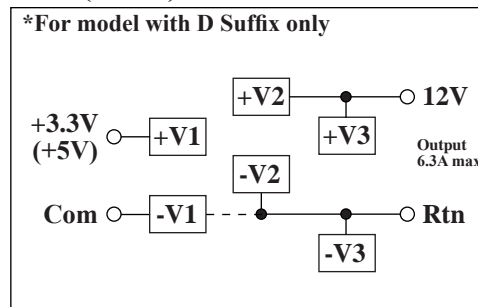 *For model with D Suffix only
+V2
12V
+3.3V
(+5V)
+V1
+V3
Output
6.3A max
-V2
Com
-V1
Rtn
-V3